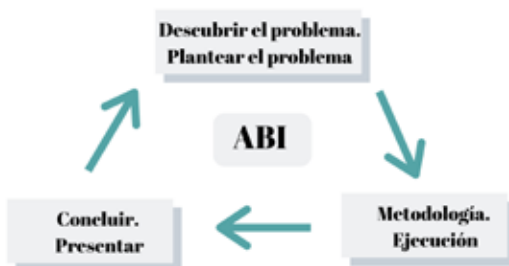 Descubrir el problema.
Plantear el problema
ABI
Metodología.
Ejecución
Concluir.
Presentar